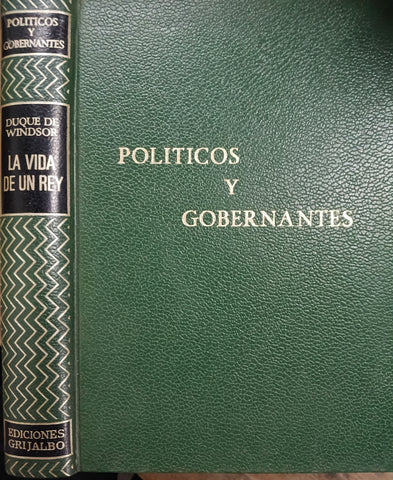 POLITICOS
Y
GOBERNANTES
DUQUE DE
WINDSOR
LA VIDA
DE UN REY
EDICIONES
GRIJALBO
POLITICOS
Y
GOBERNANTES